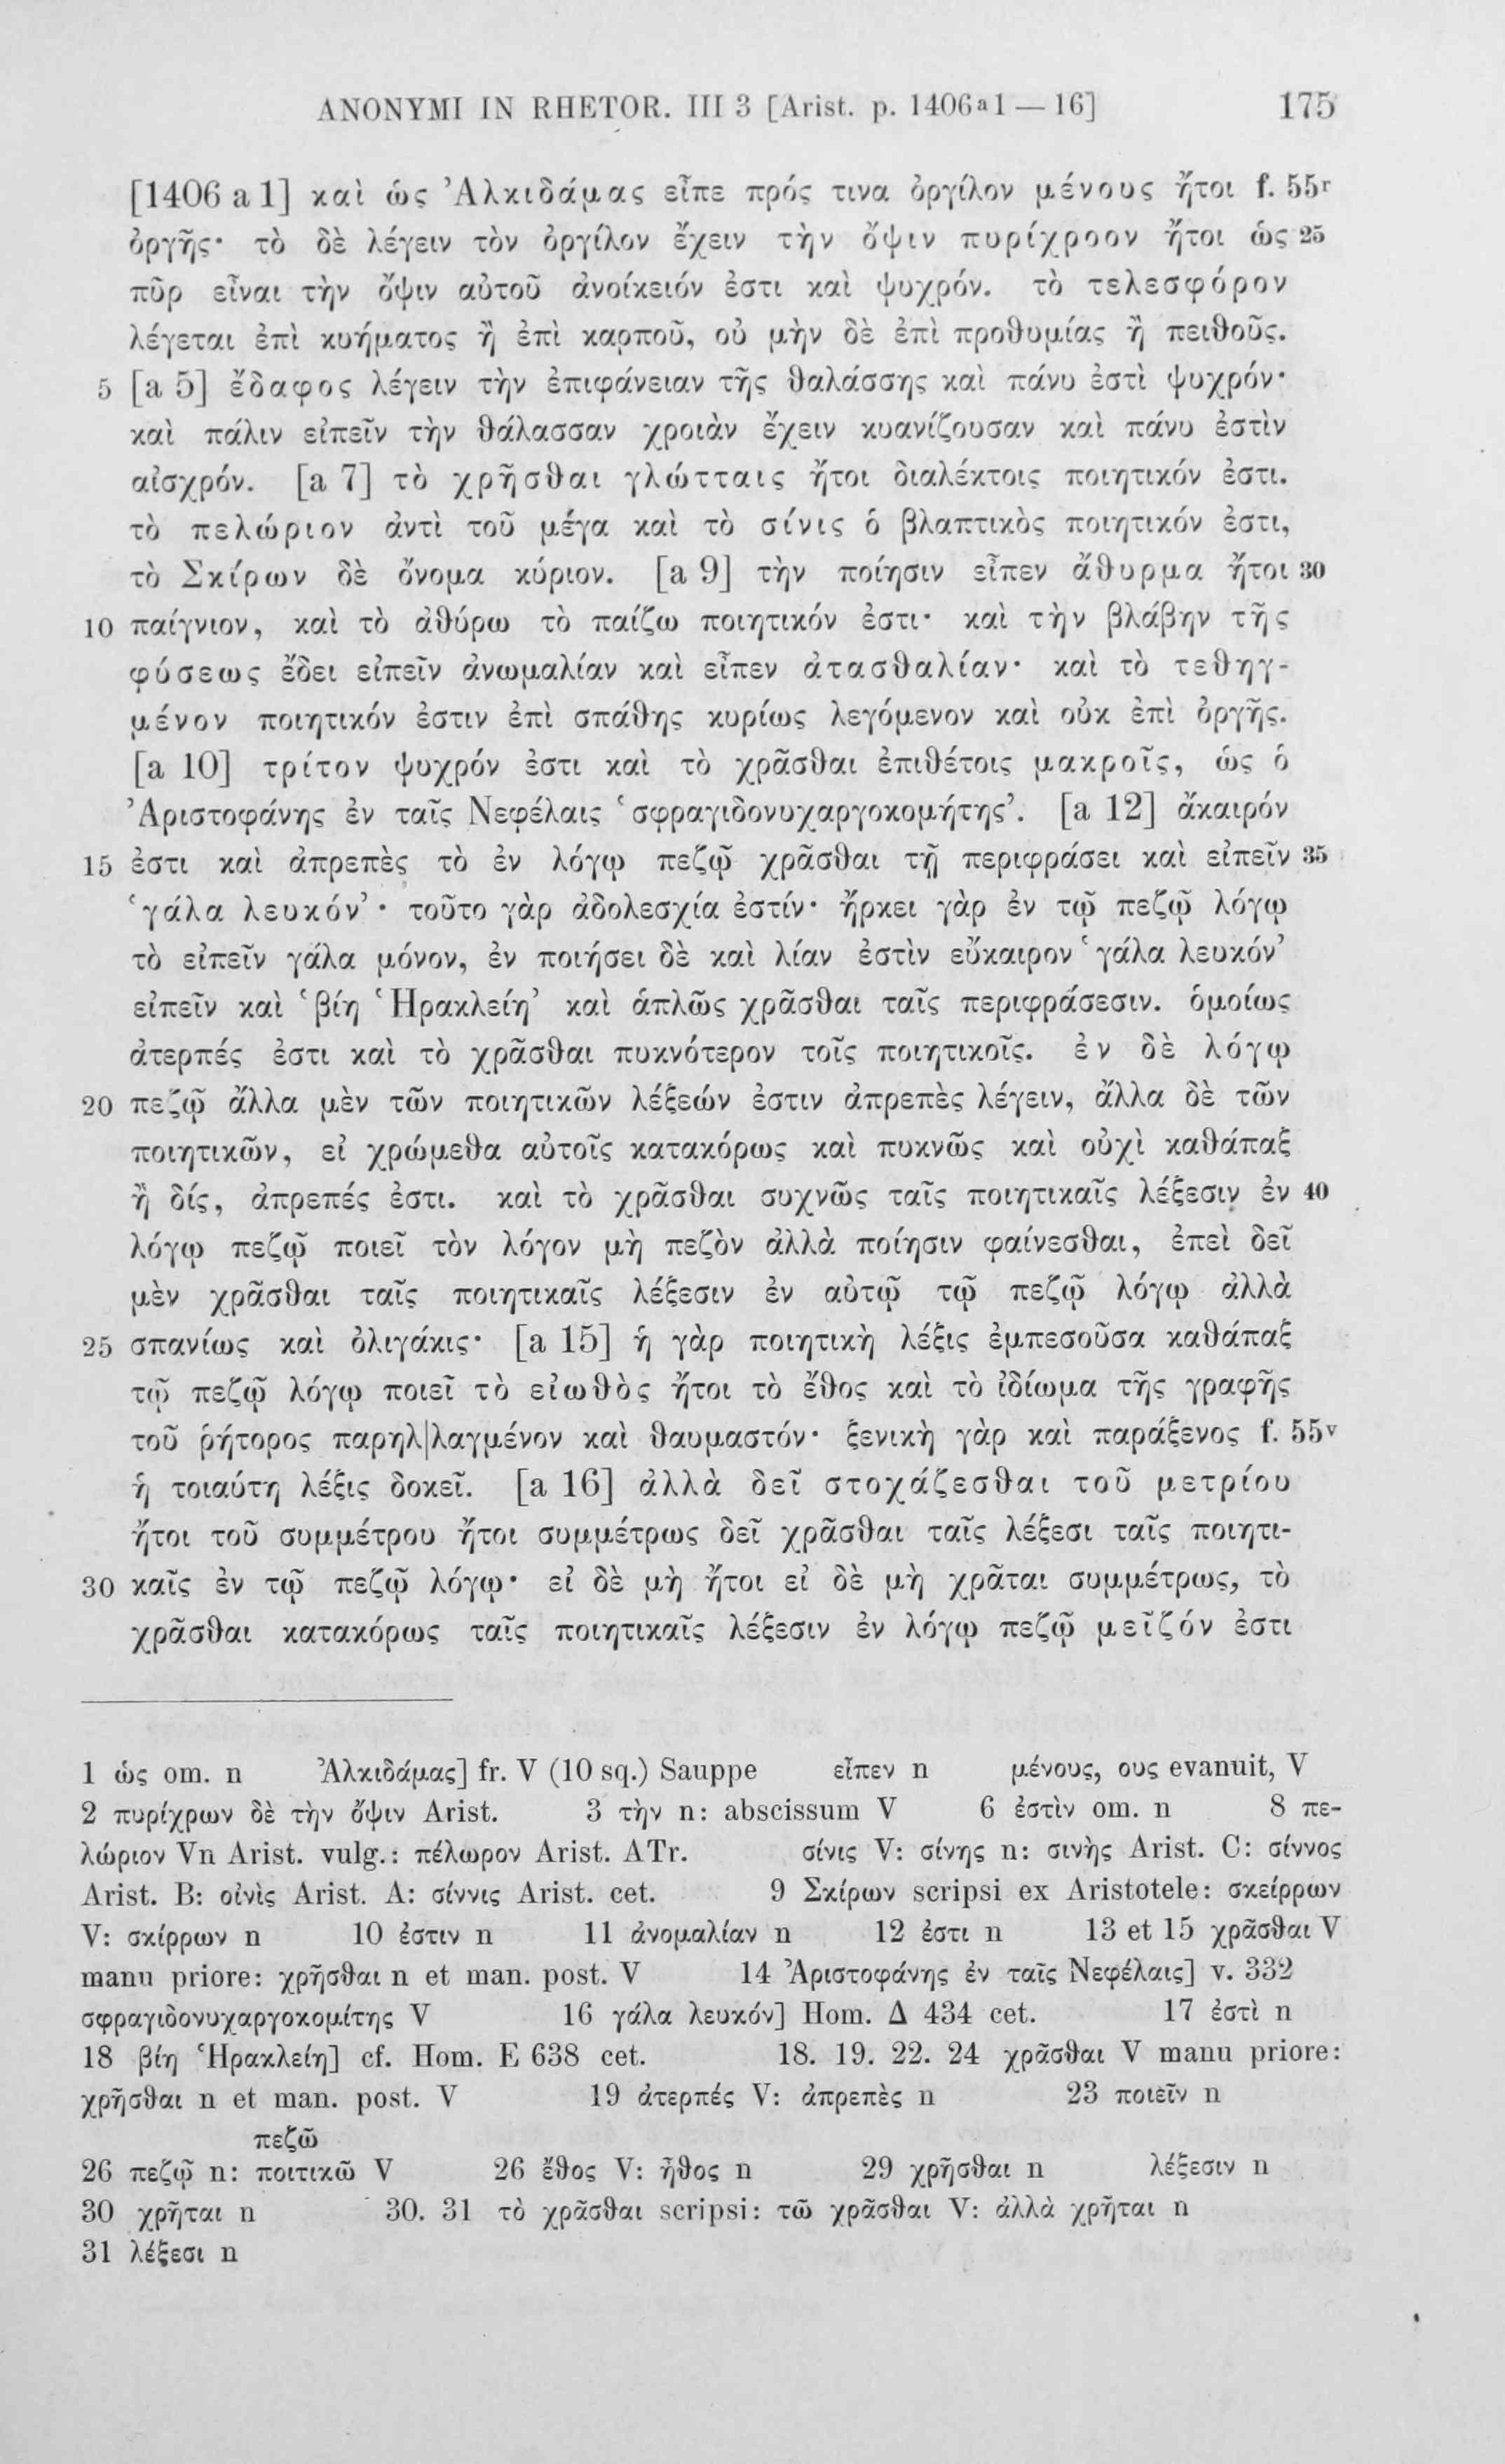 ANONYMI IN RHETOR. III 3 [Arist. p. 1406ᵃ1 — 16] 175
[1406 a 1] καὶ ὡς Ἀλκιδάμας εἶπε πρός τινα ὀργίλον μένους ἤτοι f. 55ʳ
ὀργῆς· τὸ δὲ λέγειν τὸν ὀργίλον ἔχειν τὴν ὄψιν πυρίχροον ἤτοι ὡς 25
πῦρ εἶναι τὴν ὄψιν αὐτοῦ ἀνοίκειόν ἐστι καὶ ψυχρόν. τὸ τελεσφόρον
λέγεται ἐπὶ κυήματος ἢ ἐπὶ καρποῦ, οὐ μὴν δὲ ἐπὶ προθυμίας ἢ πειθοῦς.
5 [a 5] ἔδαφος λέγειν τὴν ἐπιφάνειαν τῆς θαλάσσης καὶ πάνυ ἐστὶ ψυχρόν·
καὶ πάλιν εἰπεῖν τὴν θάλασσαν χροιὰν ἔχειν κυανίζουσαν καὶ πάνυ ἐστὶν
αἰσχρόν. [a 7] τὸ χρῆσθαι γλώτταις ἤτοι διαλέκτοις ποιητικόν ἐστι.
τὸ πελώριον ἀντὶ τοῦ μέγα καὶ τὸ σίνις ὁ βλαπτικὸς ποιητικόν ἐστι,
τὸ Σκίρων δὲ ὄνομα κύριον. [a 9] τὴν ποίησιν εἶπεν ἄθυρμα ἤτοι 30
10 παίγνιον, καὶ τὸ ἀθύρω τὸ παίζω ποιητικόν ἐστι· καὶ τὴν βλάβην τῆς
φύσεως ἔδει εἰπεῖν ἀνωμαλίαν καὶ εἶπεν ἀτασθαλίαν· καὶ τὸ τεθηγ-
μένον ποιητικόν ἐστιν ἐπὶ σπάθης κυρίως λεγόμενον καὶ οὐκ ἐπὶ ὀργῆς.
[a 10] τρίτον ψυχρόν ἐστι καὶ τὸ χρᾶσθαι ἐπιθέτοις μακροῖς, ὡς ὁ
Ἀριστοφάνης ἐν ταῖς Νεφέλαις ‘σφραγιδονυχαργοκομήτης’. [a 12] ἄκαιρόν
15 ἐστι καὶ ἀπρεπὲς τὸ ἐν λόγῳ πεζῷ χρᾶσθαι τῇ περιφράσει καὶ εἰπεῖν 35
‘γάλα λευκόν’· τοῦτο γὰρ ἀδολεσχία ἐστίν· ἤρκει γὰρ ἐν τῷ πεζῷ λόγῳ
τὸ εἰπεῖν γάλα μόνον, ἐν ποιήσει δὲ καὶ λίαν ἐστὶν εὔκαιρον ‘γάλα λευκόν’
εἰπεῖν καὶ ‘βίη Ἡρακλείη’ καὶ ἁπλῶς χρᾶσθαι ταῖς περιφράσεσιν. ὁμοίως
ἀτερπές ἐστι καὶ τὸ χρᾶσθαι πυκνότερον τοῖς ποιητικοῖς. ἐν δὲ λόγῳ
20 πεζῷ ἄλλα μὲν τῶν ποιητικῶν λέξεών ἐστιν ἀπρεπὲς λέγειν, ἄλλα δὲ τῶν
ποιητικῶν, εἰ χρώμεθα αὐτοῖς κατακόρως καὶ πυκνῶς καὶ οὐχὶ καθάπαξ
ἢ δίς, ἀπρεπές ἐστι. καὶ τὸ χρᾶσθαι συχνῶς ταῖς ποιητικαῖς λέξεσιν ἐν 40
λόγῳ πεζῷ ποιεῖ τὸν λόγον μὴ πεζὸν ἀλλὰ ποίησιν φαίνεσθαι, ἐπεὶ δεῖ
μὲν χρᾶσθαι ταῖς ποιητικαῖς λέξεσιν ἐν αὐτῷ τῷ πεζῷ λόγῳ ἀλλὰ
25 σπανίως καὶ ὀλιγάκις· [a 15] ἡ γὰρ ποιητικὴ λέξις ἐμπεσοῦσα καθάπαξ
τῷ πεζῷ λόγῳ ποιεῖ τὸ εἰωθὸς ἤτοι τὸ ἔθος καὶ τὸ ἰδίωμα τῆς γραφῆς
τοῦ ῥήτορος παρηλ|λαγμένον καὶ θαυμαστόν· ξενικὴ γὰρ καὶ παράξενος f. 55ᵛ
ἡ τοιαύτη λέξις δοκεῖ. [a 16] ἀλλὰ δεῖ στοχάζεσθαι τοῦ μετρίου
ἤτοι τοῦ συμμέτρου ἤτοι συμμέτρως δεῖ χρᾶσθαι ταῖς λέξεσι ταῖς ποιητι-
30 καῖς ἐν τῷ πεζῷ λόγῳ· εἰ δὲ μὴ ἤτοι εἰ δὲ μὴ χρᾶται συμμέτρως, τὸ
χρᾶσθαι κατακόρως ταῖς ποιητικαῖς λέξεσιν ἐν λόγῳ πεζῷ μεῖζόν ἐστι
1 ὡς om. n Ἀλκιδάμας] fr. V (10 sq.) Sauppe εἶπεν n μένους, ους evanuit, V
2 πυρίχρων δὲ τὴν ὄψιν Arist. 3 τὴν n: abscissum V 6 ἐστὶν om. n 8 πε-
λώριον Vn Arist. vulg.: πέλωρον Arist. ATr. σίνις V: σίνης n: σινὴς Arist. C: σίννος
Arist. B: οἰνὶς Arist. A: σίννις Arist. cet. 9 Σκίρων scripsi ex Aristotele: σκείρρων
V: σκίρρων n 10 ἐστιν n 11 ἀνομαλίαν n 12 ἐστι n 13 et 15 χρᾶσθαι V
manu priore: χρῆσθαι n et man. post. V 14 Ἀριστοφάνης ἐν ταῖς Νεφέλαις] v. 332
σφραγιδονυχαργοκομίτης V 16 γάλα λευκόν] Hom. Δ 434 cet. 17 ἐστὶ n
18 βίη Ἡρακλείη] cf. Hom. E 638 cet. 18. 19. 22. 24 χρᾶσθαι V manu priore:
χρῆσθαι n et man. post. V 19 ἀτερπές V: ἀπρεπὲς n 23 ποιεῖν n
πεζῶ
26 πεζῷ n: ποιτικῶ V 26 ἔθος V: ἦθος n 29 χρῆσθαι n λέξεσιν n
30 χρῆται n 30. 31 τὸ χρᾶσθαι scripsi: τῶ χρᾶσθαι V: ἀλλὰ χρῆται n
31 λέξεσι n